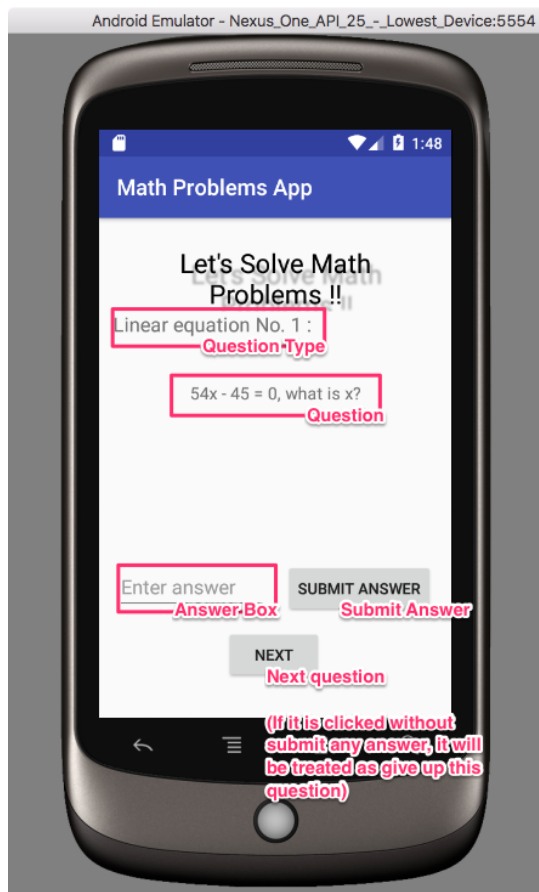 Android Emulator - Nexus_One_API_25_-_Lowest_Device:5554
1:48
Math Problems App
Let's Solve Math
Problems !!
Linear equation No. 1 :
Question Type
54x - 45 = 0, what is x?
Question
Enter answer
SUBMIT ANSWER
Answer Box
Submit Answer
NEXT
Next question
(If it is clicked without
submit any answer, it will
be treated as give up this
question)